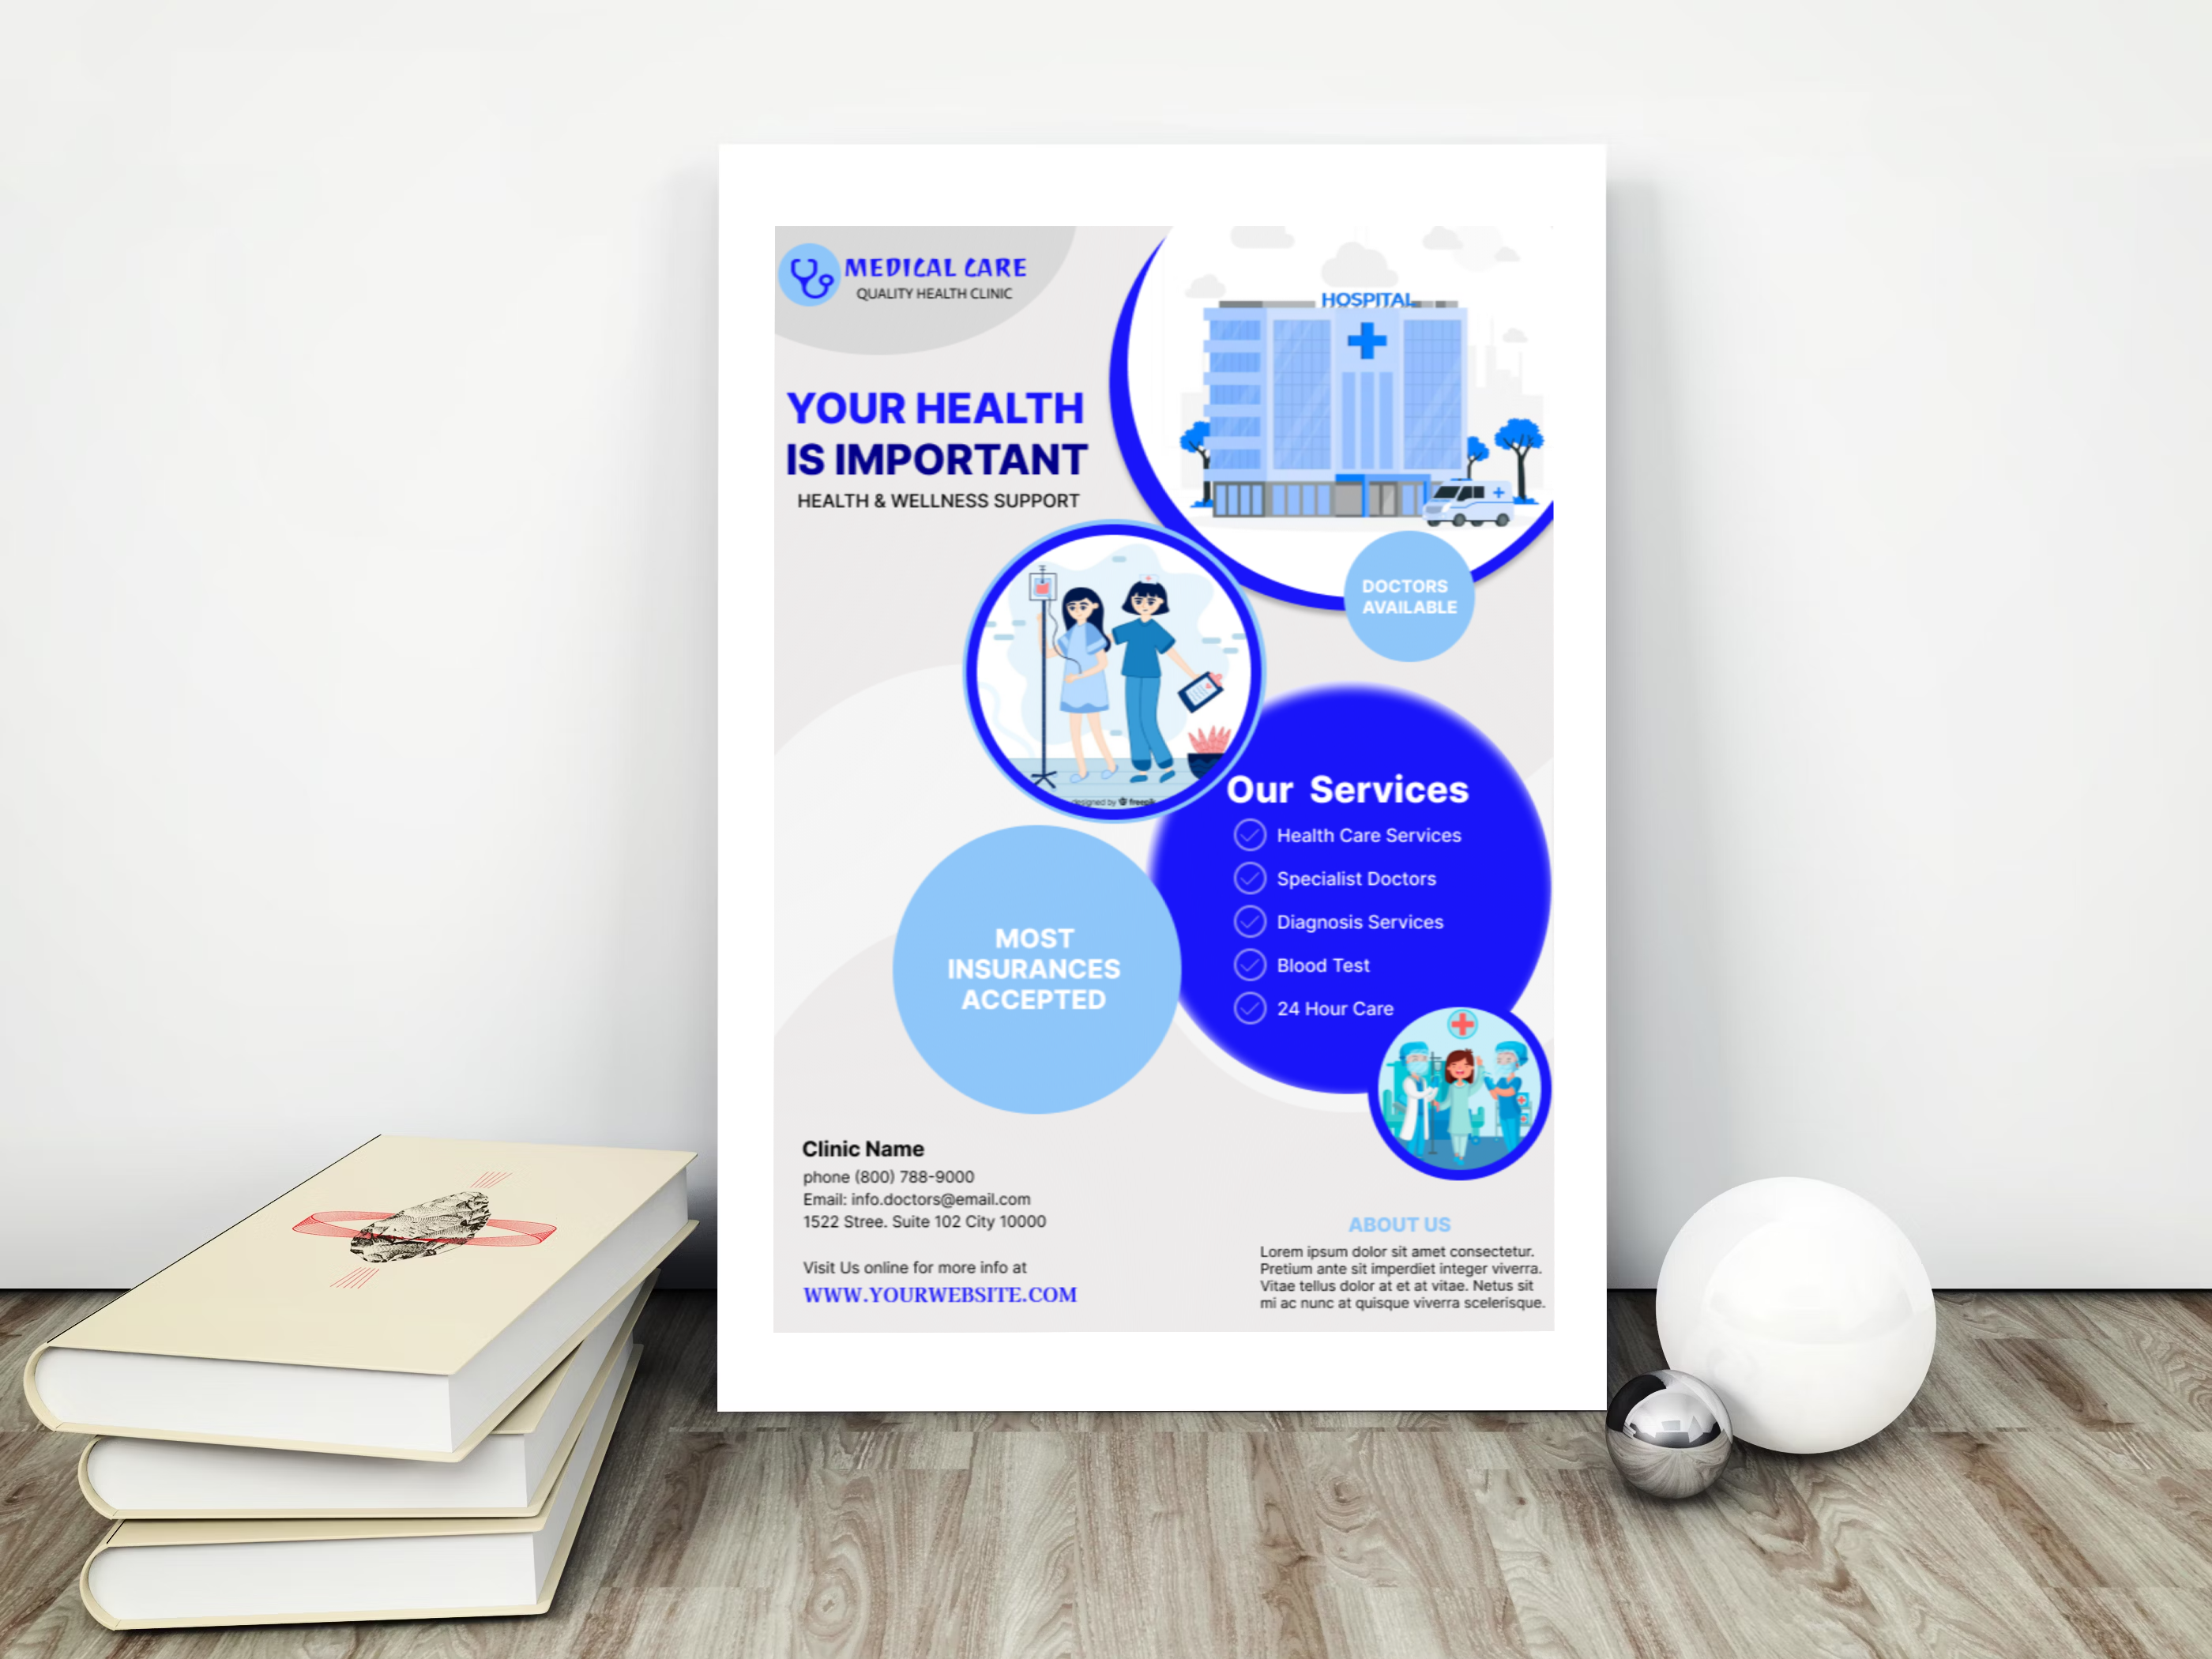 MEDICAL CARE
QUALITY HEALTH CLINIC
HOSPITAL
YOUR HEALTH
IS IMPORTANT
HEALTH & WELLNESS SUPPORT
DOCTORS
AVAILABLE
designed by freepik
Our Services
Health Care Services
Specialist Doctors
Diagnosis Services
Blood Test
24 Hour Care
MOST
INSURANCES
ACCEPTED
Clinic Name
phone (800) 788-9000
Email: info.doctors@email.com
1522 Stree. Suite 102 City 10000
Visit Us online for more info at
WWW.YOURWEBSITE.COM
ABOUT US
Lorem ipsum dolor sit amet consectetur.
Pretium ante sit imperdiet integer viverra.
Vitae tellus dolor at et at vitae. Netus sit
mi ac nunc at quisque viverra scelerisque.